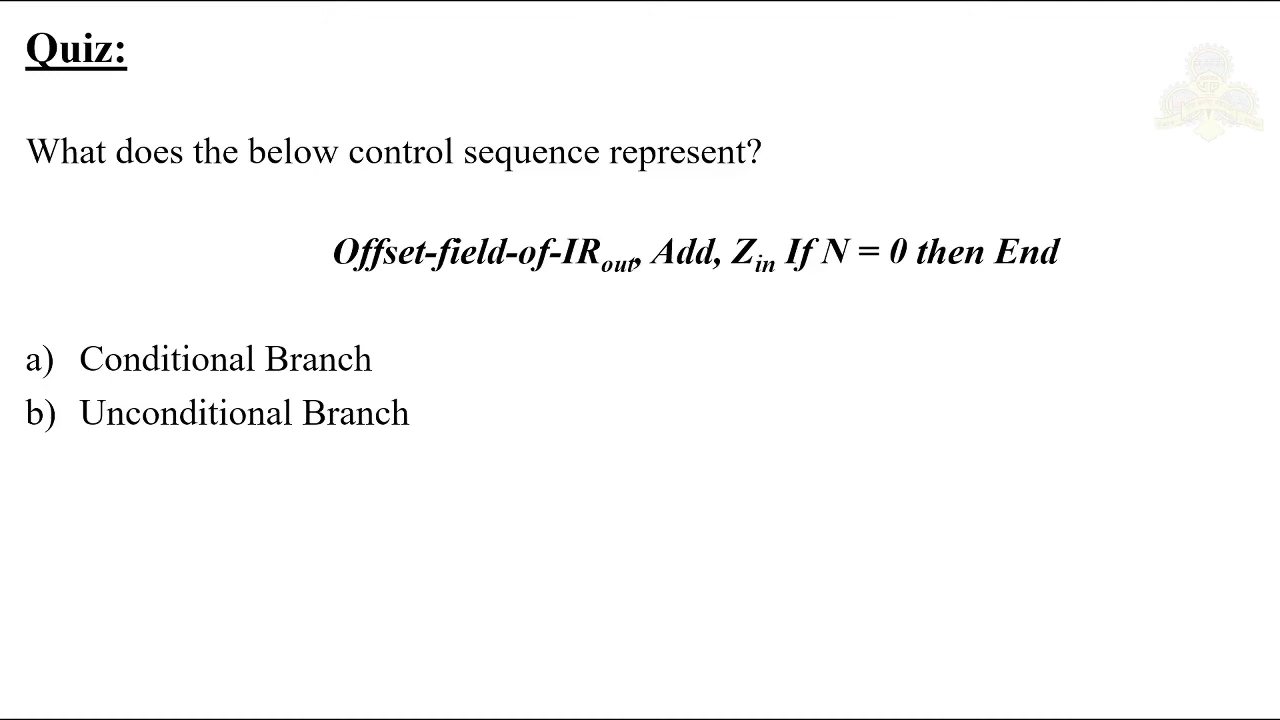 Quiz:
What does the below control sequence represent?
Offset-field-of-IRout, Add, Zin If N = 0 then End
a) Conditional Branch
b) Unconditional Branch